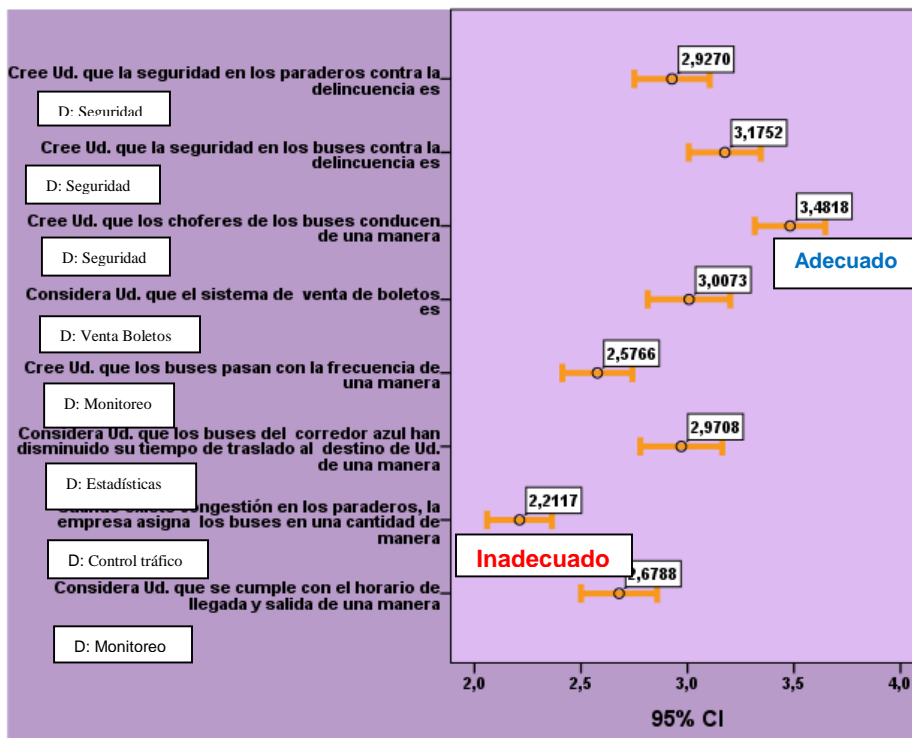 Cree Ud. que la seguridad en los paraderos contra la
delincuencia es
2,9270
D: Seguridad
Cree Ud. que la seguridad en los buses contra la
delincuencia es
3,1752
D: Seguridad
Cree Ud. que los choferes de los buses conducen
de una manera
3,4818
D: Seguridad
Adecuado
Considera Ud. que el sistema de venta de boletos
es
3,0073
D: Venta Boletos
Cree Ud. que los buses pasan con la frecuencia de
una manera
2,5766
D: Monitoreo
Considera Ud. que los buses del corredor azul han
disminuido su tiempo de traslado al destino de Ud.
de una manera
2,9708
D: Estadísticas
congestión en los paraderos, la
empresa asigna los buses en una cantidad de
manera
2,2117
D: Control tráfico
Inadecuado
Considera Ud. que se cumple con el horario de
llegada y salida de una manera
2,6788
D: Monitoreo
2,0 2,5 3,0 3,5 4,0
95% CI